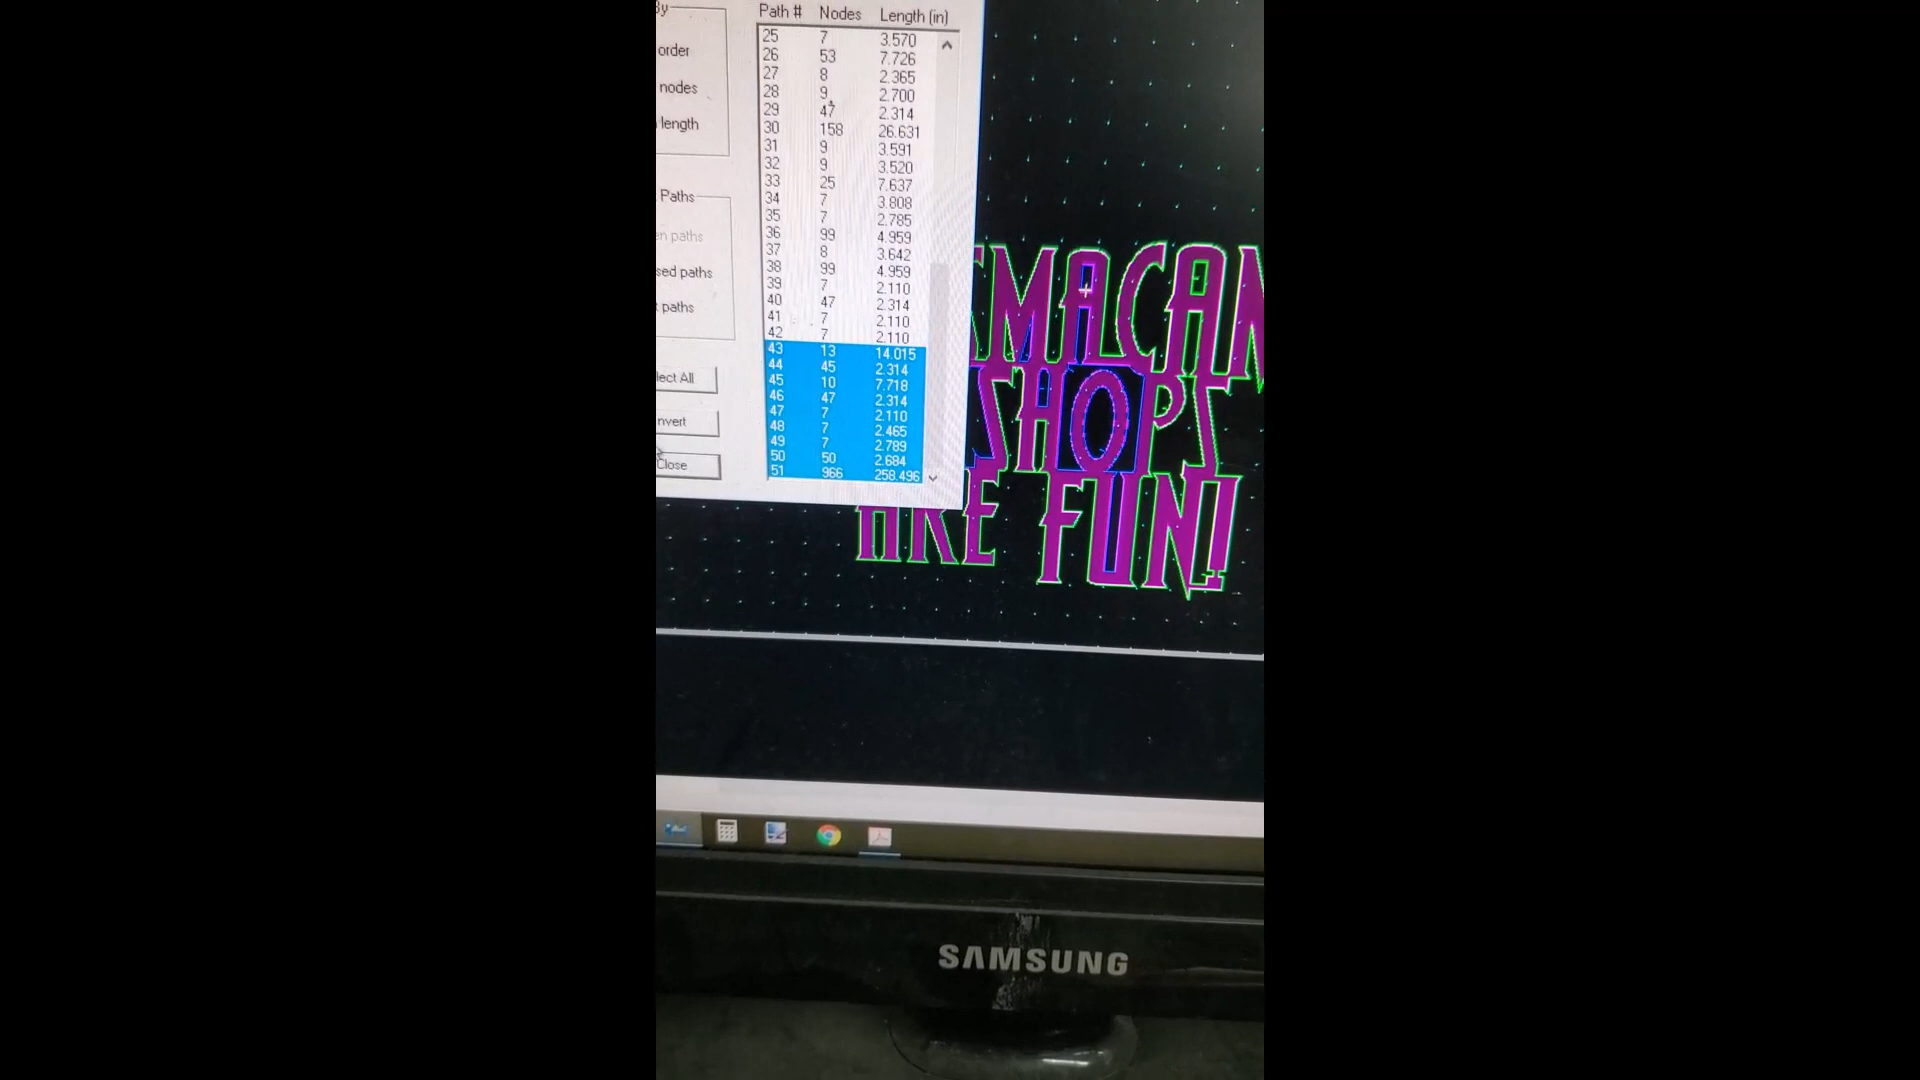 By
order
nodes
length
Paths
en paths
sed paths
paths
lect All
nvert
Close
Path # Nodes Length (in)
25 7 3.570
26 53 7.726
27 8 2.365
28 9 2.700
29 47 2.314
30 158 26.631
31 9 3.591
32 9 3.520
33 25 7.637
34 7 3.808
35 7 2.785
36 99 4.959
37 8 3.642
38 99 4.959
39 7 2.110
40 47 2.314
41 7 2.110
42 7 2.110
43 13 14.015
44 45 2.314
45 10 7.718
46 47 2.314
47 7 2.110
48 7 2.465
49 7 2.789
50 50 2.684
51 966 258.496
MACAM
SHOPS
ARE FUN!
SAMSUNG